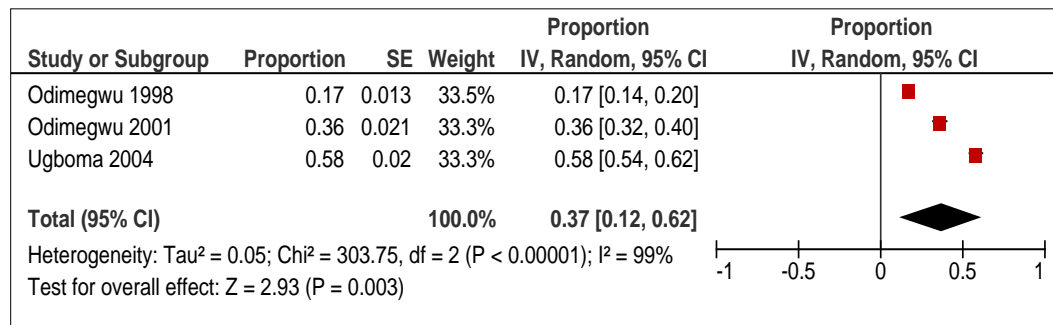 Proportion Proportion
Study or Subgroup Proportion SE Weight IV, Random, 95% CI IV, Random, 95% CI
Odimegwu 1998 0.17 0.013 33.5% 0.17 [0.14, 0.20]
Odimegwu 2001 0.36 0.021 33.3% 0.36 [0.32, 0.40]
Ugboma 2004 0.58 0.02 33.3% 0.58 [0.54, 0.62]
Total (95% CI) 100.0% 0.37 [0.12, 0.62]
Heterogeneity: Tau² = 0.05; Chi² = 303.75, df = 2 (P < 0.00001); I² = 99%
Test for overall effect: Z = 2.93 (P = 0.003)
-1 -0.5 0 0.5 1